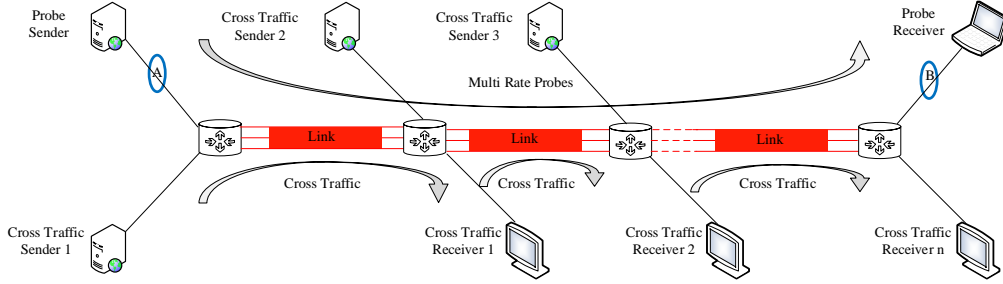 Probe
Sender
Cross Traffic
Sender 2
Cross Traffic
Sender 3
Probe
Receiver
A
Multi Rate Probes
B
Link
Link
Link
Cross Traffic
Cross Traffic
Cross Traffic
Cross Traffic
Sender 1
Cross Traffic
Receiver 1
Cross Traffic
Receiver 2
Cross Traffic
Receiver n